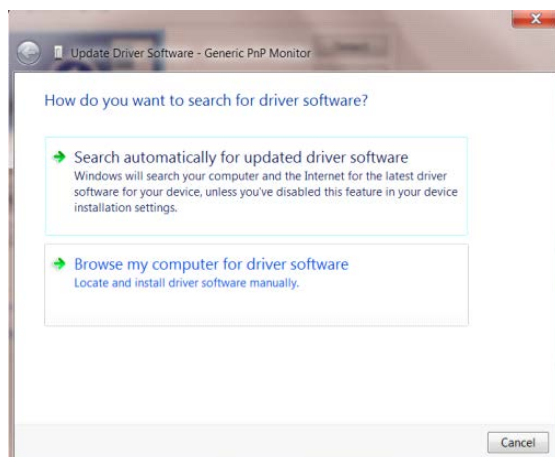 Update Driver Software - Generic PnP Monitor
How do you want to search for driver software?
Search automatically for updated driver software
Windows will search your computer and the Internet for the latest driver
software for your device, unless you've disabled this feature in your device
installation settings.
Browse my computer for driver software
Locate and install driver software manually.
Cancel